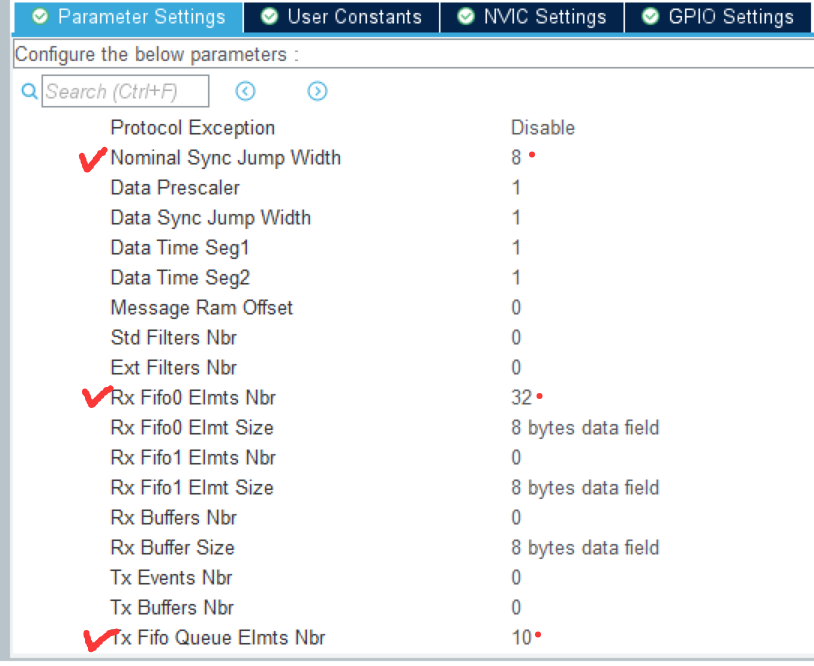 Parameter Settings User Constants NVIC Settings GPIO Settings
Configure the below parameters :
Search (Ctrl+F)
Protocol Exception Disable
Nominal Sync Jump Width 8
Data Prescaler 1
Data Sync Jump Width 1
Data Time Seg1 1
Data Time Seg2 1
Message Ram Offset 0
Std Filters Nbr 0
Ext Filters Nbr 0
Rx Fifo0 Elmts Nbr 32
Rx Fifo0 Elmt Size 8 bytes data field
Rx Fifo1 Elmts Nbr 0
Rx Fifo1 Elmt Size 8 bytes data field
Rx Buffers Nbr 0
Rx Buffer Size 8 bytes data field
Tx Events Nbr 0
Tx Buffers Nbr 0
Tx Fifo Queue Elmts Nbr 10